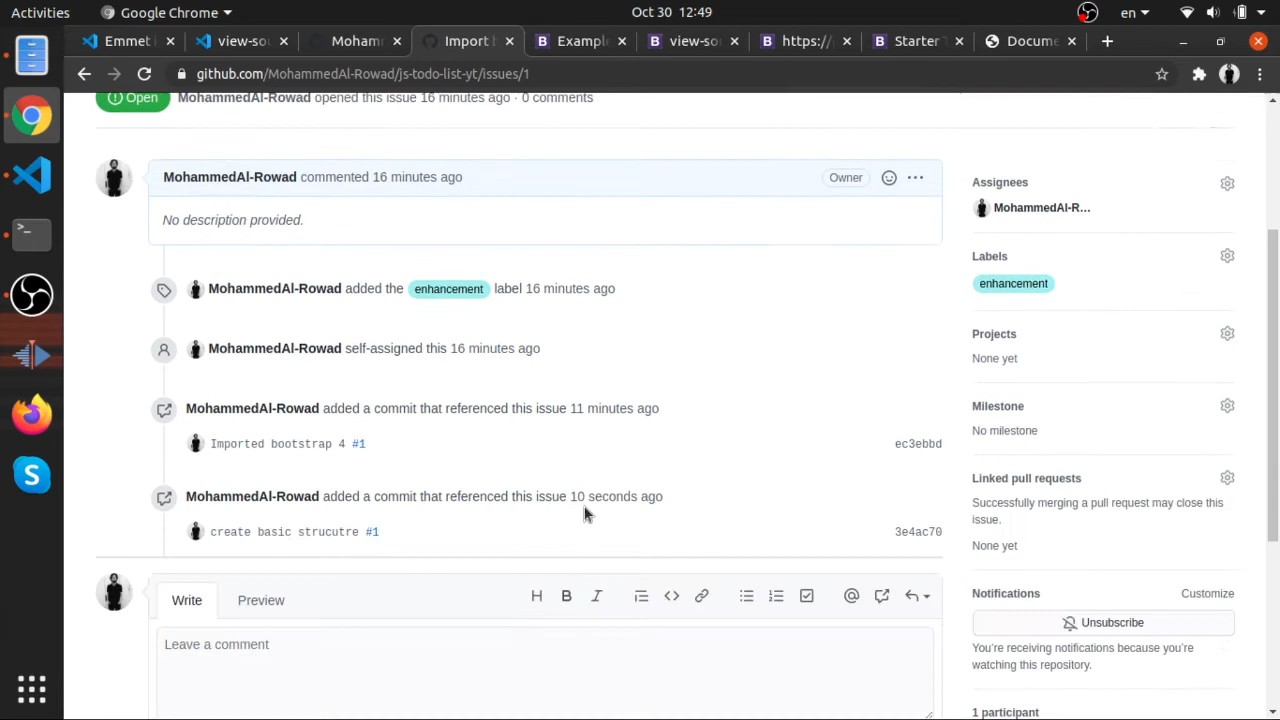 Activities
Google Chrome
Oct 30 12:49
en
Emmet
view-so
Moham
Import b
Example
view-so
https://
Starter T
Docume
github.com/MohammedAl-Rowad/js-todo-list-yt/issues/1
Open
MohammedAl-Rowad opened this issue 16 minutes ago · 0 comments
MohammedAl-Rowad commented 16 minutes ago
Owner
No description provided.
MohammedAl-Rowad added the enhancement label 16 minutes ago
MohammedAl-Rowad self-assigned this 16 minutes ago
MohammedAl-Rowad added a commit that referenced this issue 11 minutes ago
Imported bootstrap 4 #1
ec3ebbd
MohammedAl-Rowad added a commit that referenced this issue 10 seconds ago
create basic strucutre #1
3e4ac70
Write
Preview
Leave a comment
Assignees
MohammedAl-R...
Labels
enhancement
Projects
None yet
Milestone
No milestone
Linked pull requests
Successfully merging a pull request may close this
issue.
None yet
Notifications
Customize
Unsubscribe
You're receiving notifications because you're
watching this repository.
1 participant